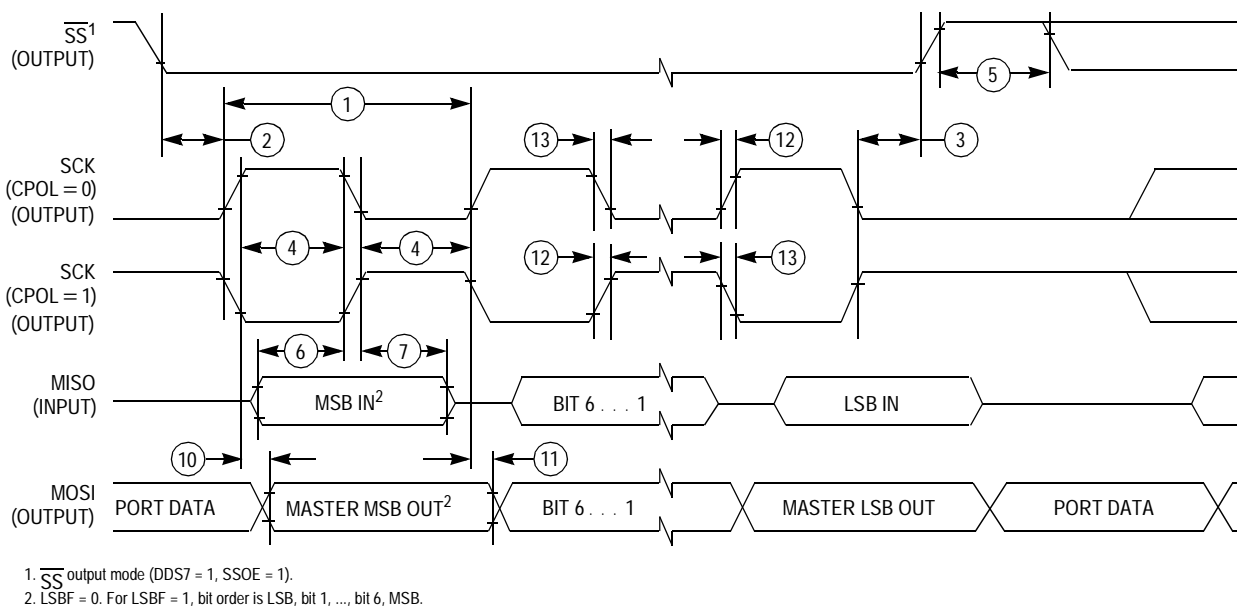 SS¹
(OUTPUT)
5
1
2
13
12
3
SCK
(CPOL = 0)
(OUTPUT)
4
4
12
13
SCK
(CPOL = 1)
(OUTPUT)
6
7
MISO
(INPUT)
MSB IN²
BIT 6 . . . 1
LSB IN
10
11
MOSI
(OUTPUT)
PORT DATA
MASTER MSB OUT²
BIT 6 . . . 1
MASTER LSB OUT
PORT DATA
1. SS output mode (DDS7 = 1, SSOE = 1).
2. LSBF = 0. For LSBF = 1, bit order is LSB, bit 1, ..., bit 6, MSB.